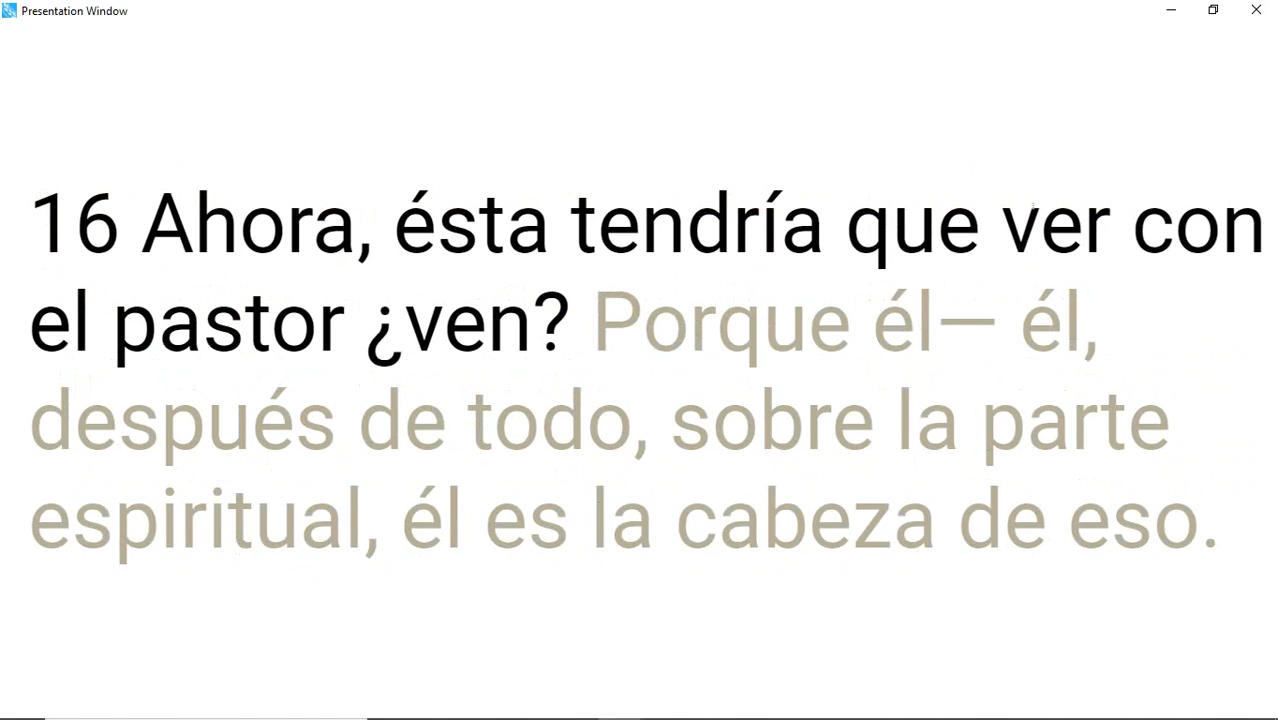 Presentation Window
16 Ahora, ésta tendría que ver con
el pastor ¿ven? Porque él— él,
después de todo, sobre la parte
espiritual, él es la cabeza de eso.